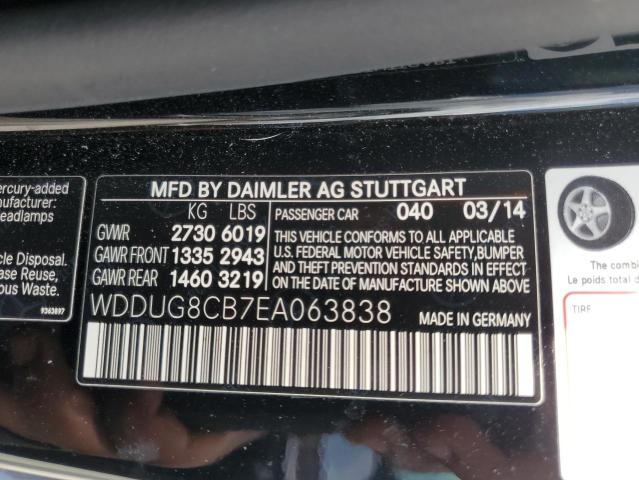 MFD BY DAIMLER AG STUTTGART
KG LBS
GVWR 2730 6019
GAWR FRONT 1335 2943
GAWR REAR 1460 3219
PASSENGER CAR 040 03/14
THIS VEHICLE CONFORMS TO ALL APPLICABLE
U.S. FEDERAL MOTOR VEHICLE SAFETY, BUMPER
AND THEFT PREVENTION STANDARDS IN EFFECT
ON THE DATE OF MANUFACTURE SHOWN ABOVE
WDDUG8CB7EA063838
MADE IN GERMANY
ercury-added
anufacturer:
eadlamps
cle Disposal.
ase Reuse,
ous Waste.
9363897
The combi
Le poids total d
TIRE